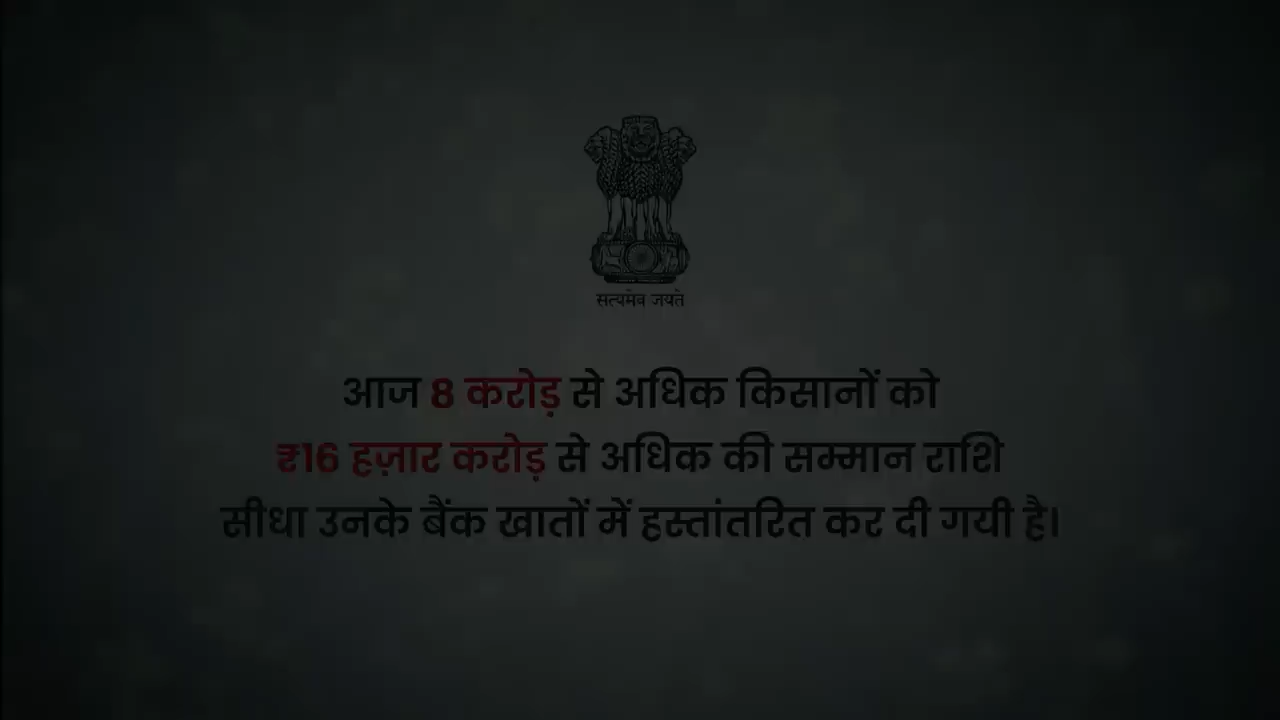 सत्यमेव जयते
आज 8 करोड़ से अधिक किसानों को
₹16 हज़ार करोड़ से अधिक की सम्मान राशि
सीधा उनके बैंक खातों में हस्तांतरित कर दी गयी है।